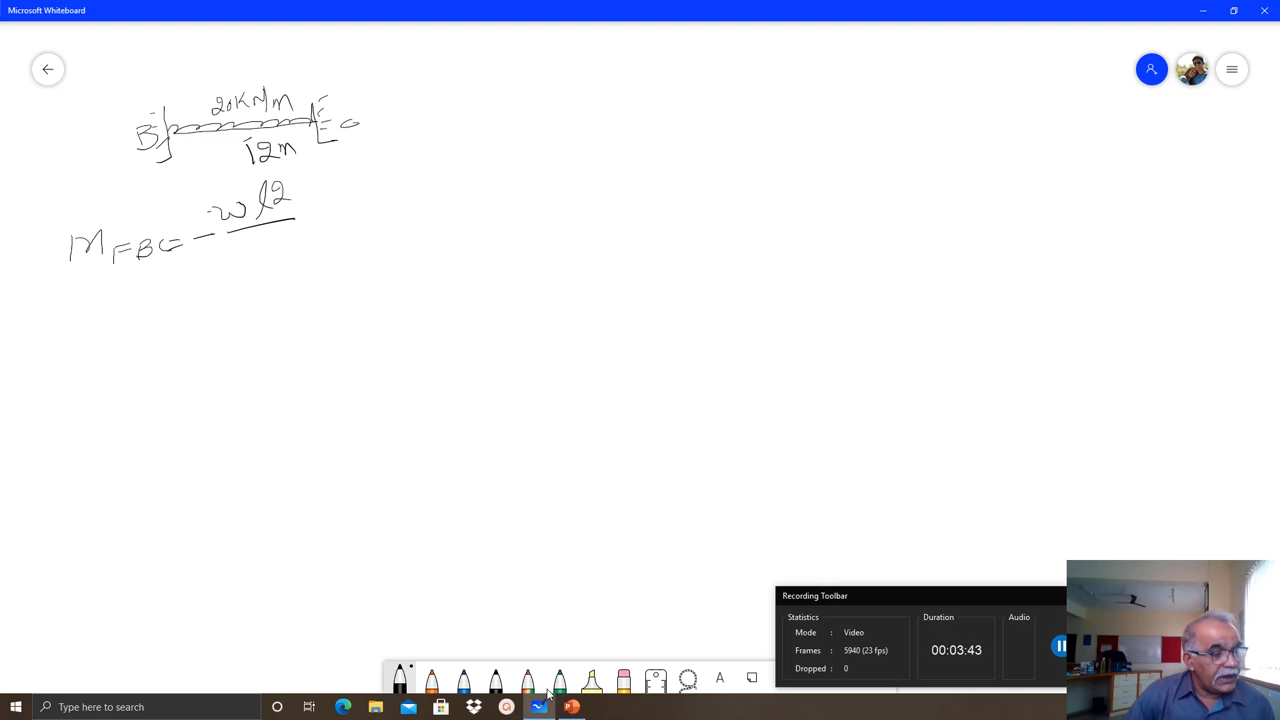 Microsoft Whiteboard
20KN/m
B
C
12m
-wl2
MFBC= -
Recording Toolbar
Statistics
Duration
Audio
Mode : Video
Frames : 5940 (23 fps)
00:03:43
Dropped : 0
A
Type here to search